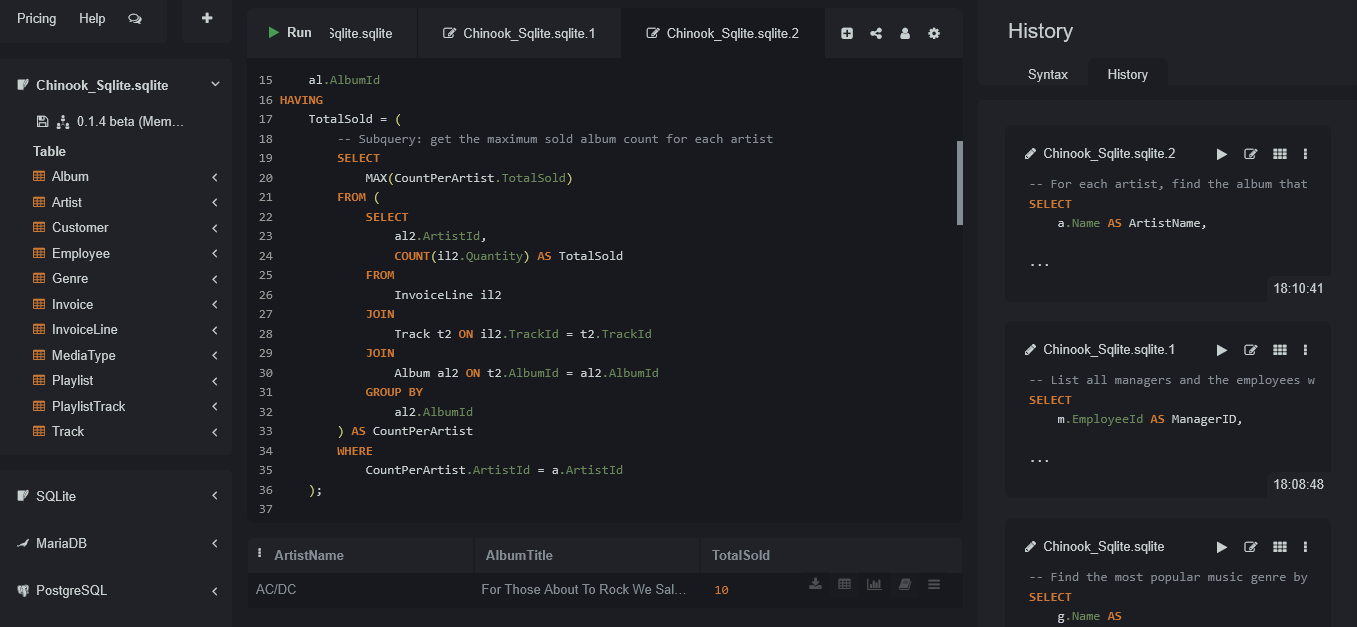 Pricing Help
Run
Sqlite.sqlite
Chinook_Sqlite.sqlite.1
Chinook_Sqlite.sqlite.2
History
Syntax
History
Chinook_Sqlite.sqlite
0.1.4 beta (Mem...
Table
Album
Artist
Customer
Employee
Genre
Invoice
InvoiceLine
MediaType
Playlist
PlaylistTrack
Track
SQLite
MariaDB
PostgreSQL
15 al.AlbumId
16 HAVING
17 TotalSold = (
18 -- Subquery: get the maximum sold album count for each artist
19 SELECT
20 MAX(CountPerArtist.TotalSold)
21 FROM (
22 SELECT
23 al2.ArtistId,
24 COUNT(il2.Quantity) AS TotalSold
25 FROM
26 InvoiceLine il2
27 JOIN
28 Track t2 ON il2.TrackId = t2.TrackId
29 JOIN
30 Album al2 ON t2.AlbumId = al2.AlbumId
31 GROUP BY
32 al2.AlbumId
33 ) AS CountPerArtist
34 WHERE
35 CountPerArtist.ArtistId = a.ArtistId
36 );
37
ArtistName AlbumTitle TotalSold
AC/DC For Those About To Rock We Sal... 10
Chinook_Sqlite.sqlite.2
-- For each artist, find the album that
SELECT
a.Name AS ArtistName,
...
18:10:41
Chinook_Sqlite.sqlite.1
-- List all managers and the employees w
SELECT
m.EmployeeId AS ManagerID,
...
18:08:48
Chinook_Sqlite.sqlite
-- Find the most popular music genre by
SELECT
g.Name AS